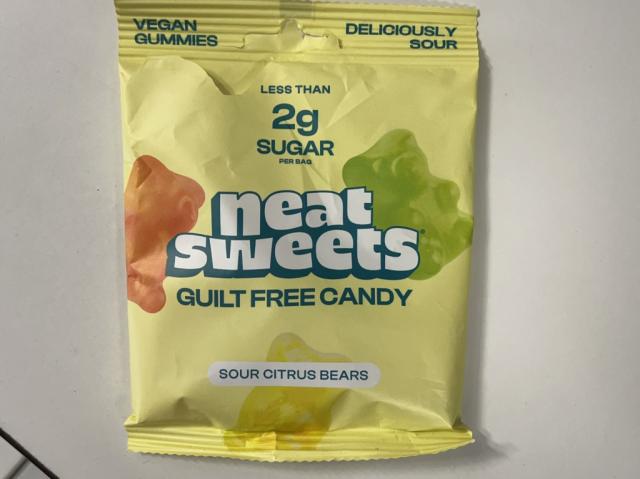 VEGAN
GUMMIES
DELICIOUSLY
SOUR
LESS THAN
2g
SUGAR
PER BAG
neat
sweets
GUILT FREE CANDY
SOUR CITRUS BEARS